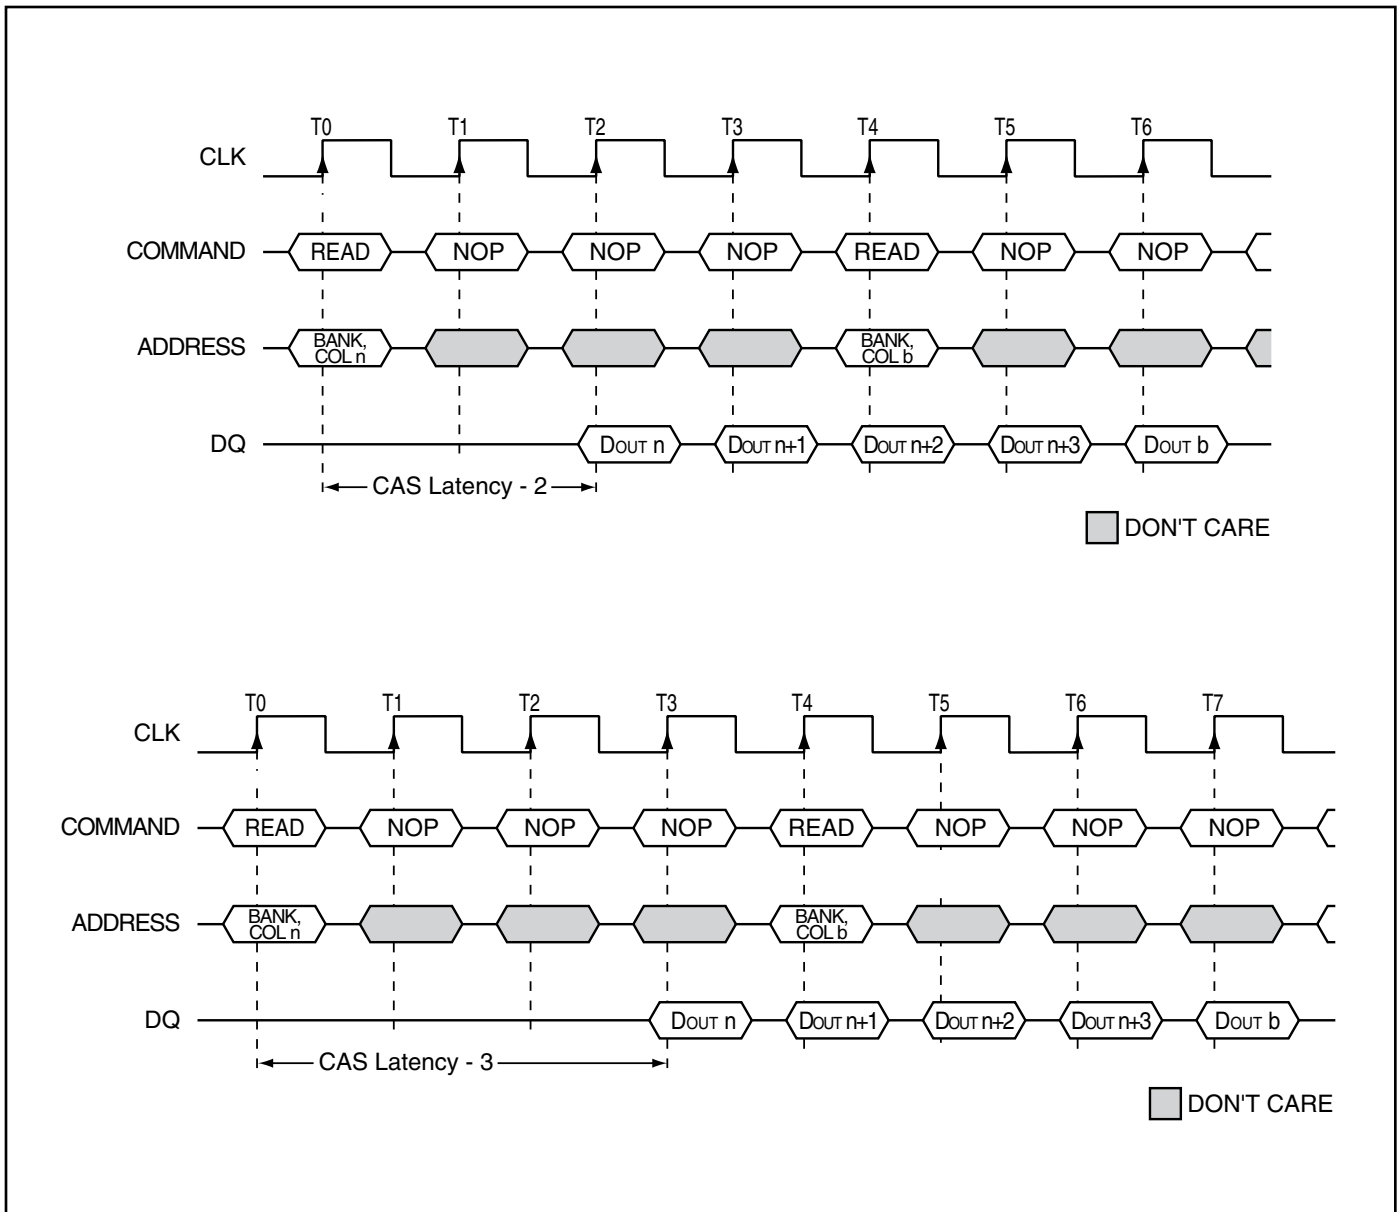 T0 T1 T2 T3 T4 T5 T6
CLK
COMMAND READ NOP NOP NOP READ NOP NOP
ADDRESS BANK, COL n BANK, COL b
DQ DOUT n DOUT n+1 DOUT n+2 DOUT n+3 DOUT b
CAS Latency - 2
DON'T CARE
T0 T1 T2 T3 T4 T5 T6 T7
CLK
COMMAND READ NOP NOP NOP READ NOP NOP NOP
ADDRESS BANK, COL n BANK, COL b
DQ DOUT n DOUT n+1 DOUT n+2 DOUT n+3 DOUT b
CAS Latency - 3
DON'T CARE